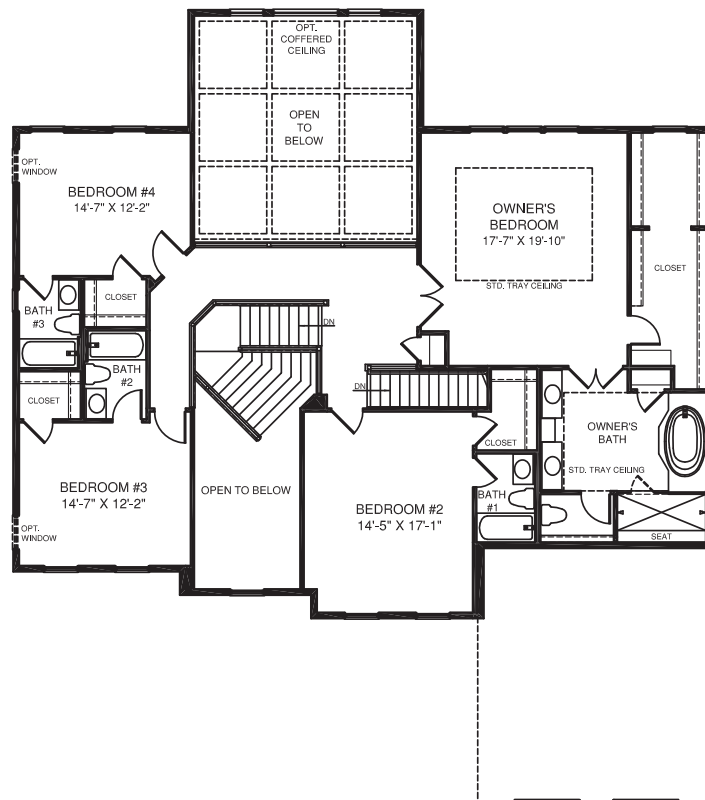 OPT.
COFFERED
CEILING
OPEN
TO
BELOW
OPT.
WINDOW
BEDROOM #4
14'-7" X 12'-2"
OWNER'S
BEDROOM
17'-7" X 19'-10"
STD. TRAY CEILING
CLOSET
CLOSET
BATH
#3
DN
BATH
#2
DN
CLOSET
OWNER'S
BATH
STD. TRAY CEILING
CLOSET
BEDROOM #3
14'-7" X 12'-2"
OPEN TO BELOW
BEDROOM #2
14'-5" X 17'-1"
BATH
#1
OPT.
WINDOW
SEAT